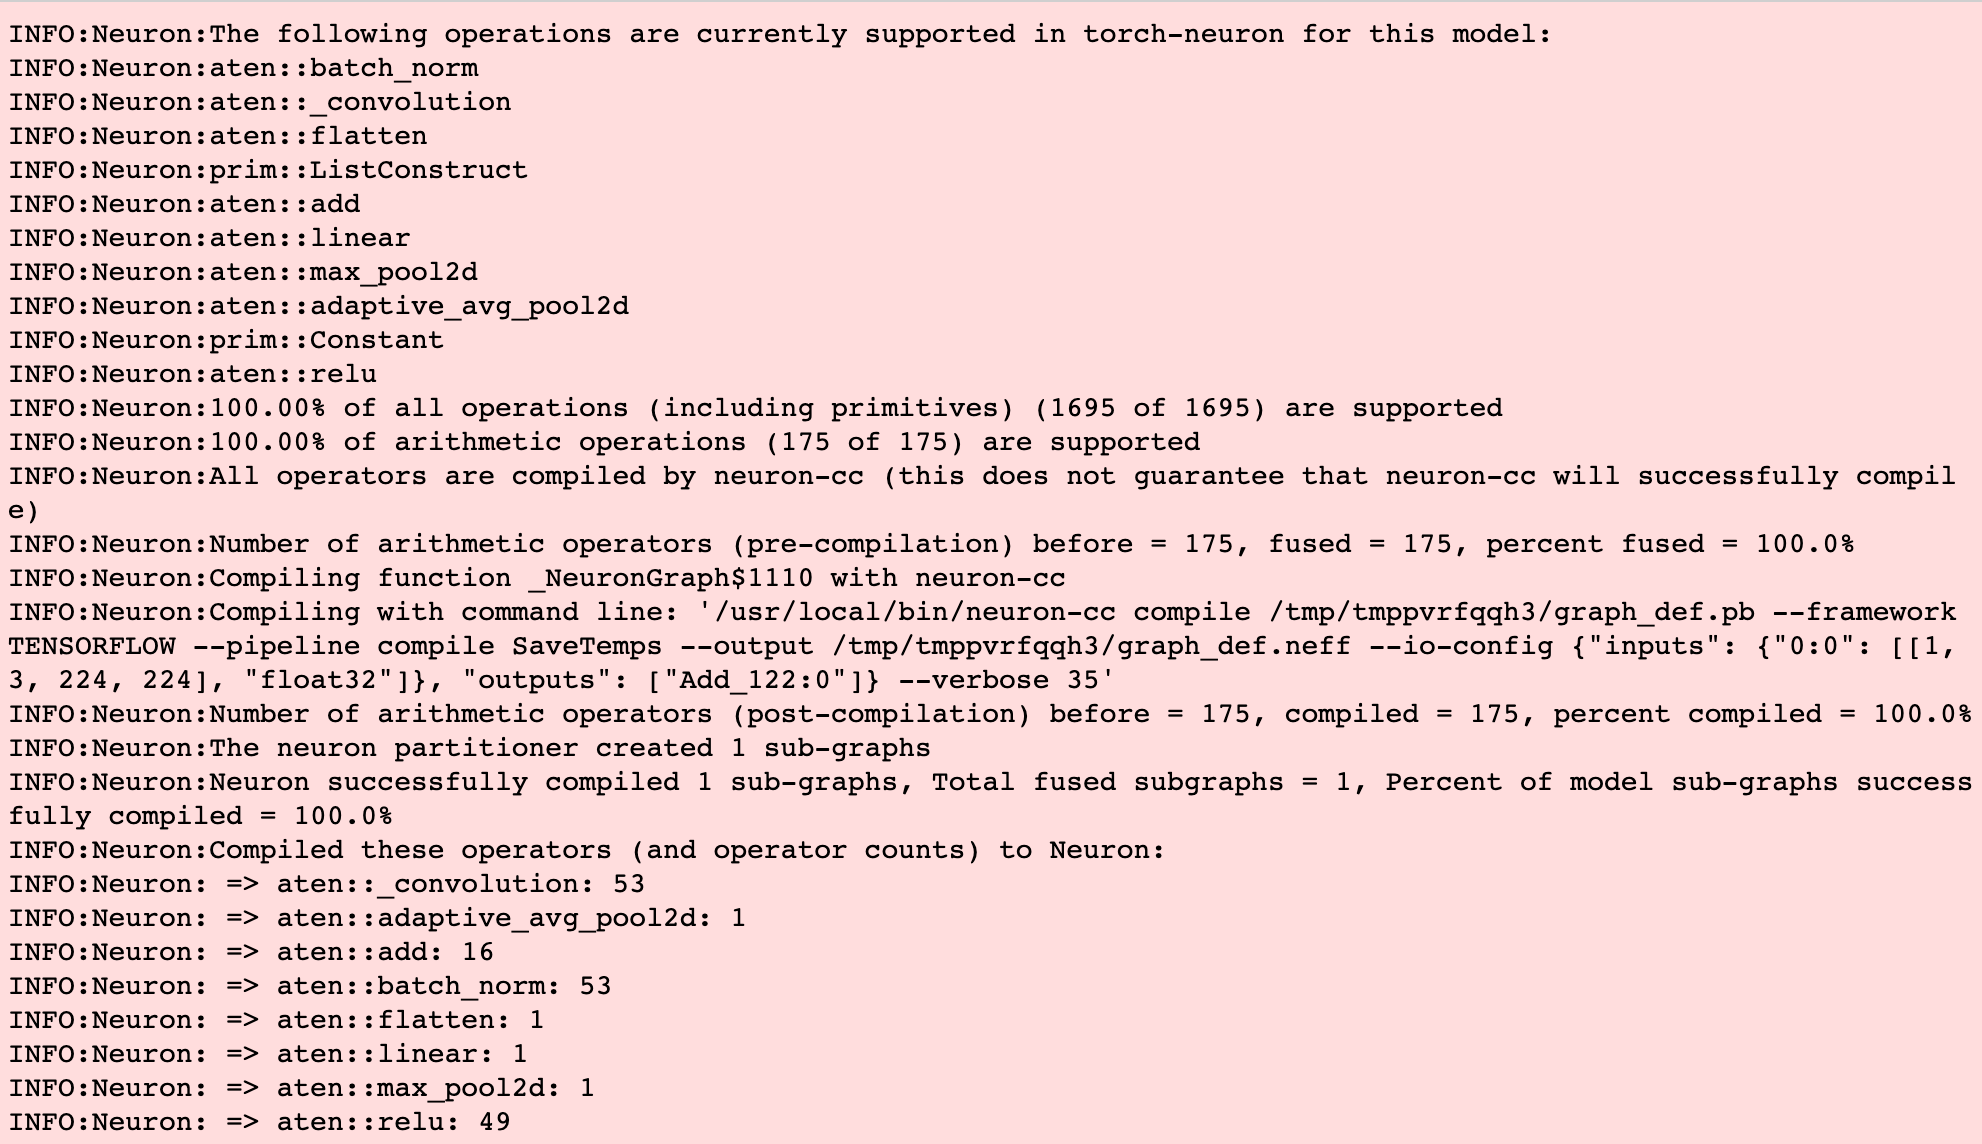 INFO:Neuron:The following operations are currently supported in torch-neuron for this model:
INFO:Neuron:aten::batch_norm
INFO:Neuron:aten::_convolution
INFO:Neuron:aten::flatten
INFO:Neuron:prim::ListConstruct
INFO:Neuron:aten::add
INFO:Neuron:aten::linear
INFO:Neuron:aten::max_pool2d
INFO:Neuron:aten::adaptive_avg_pool2d
INFO:Neuron:prim::Constant
INFO:Neuron:aten::relu
INFO:Neuron:100.00% of all operations (including primitives) (1695 of 1695) are supported
INFO:Neuron:100.00% of arithmetic operations (175 of 175) are supported
INFO:Neuron:All operators are compiled by neuron-cc (this does not guarantee that neuron-cc will successfully compil
e)
INFO:Neuron:Number of arithmetic operators (pre-compilation) before = 175, fused = 175, percent fused = 100.0%
INFO:Neuron:Compiling function _NeuronGraph$1110 with neuron-cc
INFO:Neuron:Compiling with command line: '/usr/local/bin/neuron-cc compile /tmp/tmppvrfqqh3/graph_def.pb --framework
TENSORFLOW --pipeline compile SaveTemps --output /tmp/tmppvrfqqh3/graph_def.neff --io-config {"inputs": {"0:0": [[1,
3, 224, 224], "float32"]}, "outputs": ["Add_122:0"]} --verbose 35'
INFO:Neuron:Number of arithmetic operators (post-compilation) before = 175, compiled = 175, percent compiled = 100.0%
INFO:Neuron:The neuron partitioner created 1 sub-graphs
INFO:Neuron:Neuron successfully compiled 1 sub-graphs, Total fused subgraphs = 1, Percent of model sub-graphs success
fully compiled = 100.0%
INFO:Neuron:Compiled these operators (and operator counts) to Neuron:
INFO:Neuron: => aten::_convolution: 53
INFO:Neuron: => aten::adaptive_avg_pool2d: 1
INFO:Neuron: => aten::add: 16
INFO:Neuron: => aten::batch_norm: 53
INFO:Neuron: => aten::flatten: 1
INFO:Neuron: => aten::linear: 1
INFO:Neuron: => aten::max_pool2d: 1
INFO:Neuron: => aten::relu: 49